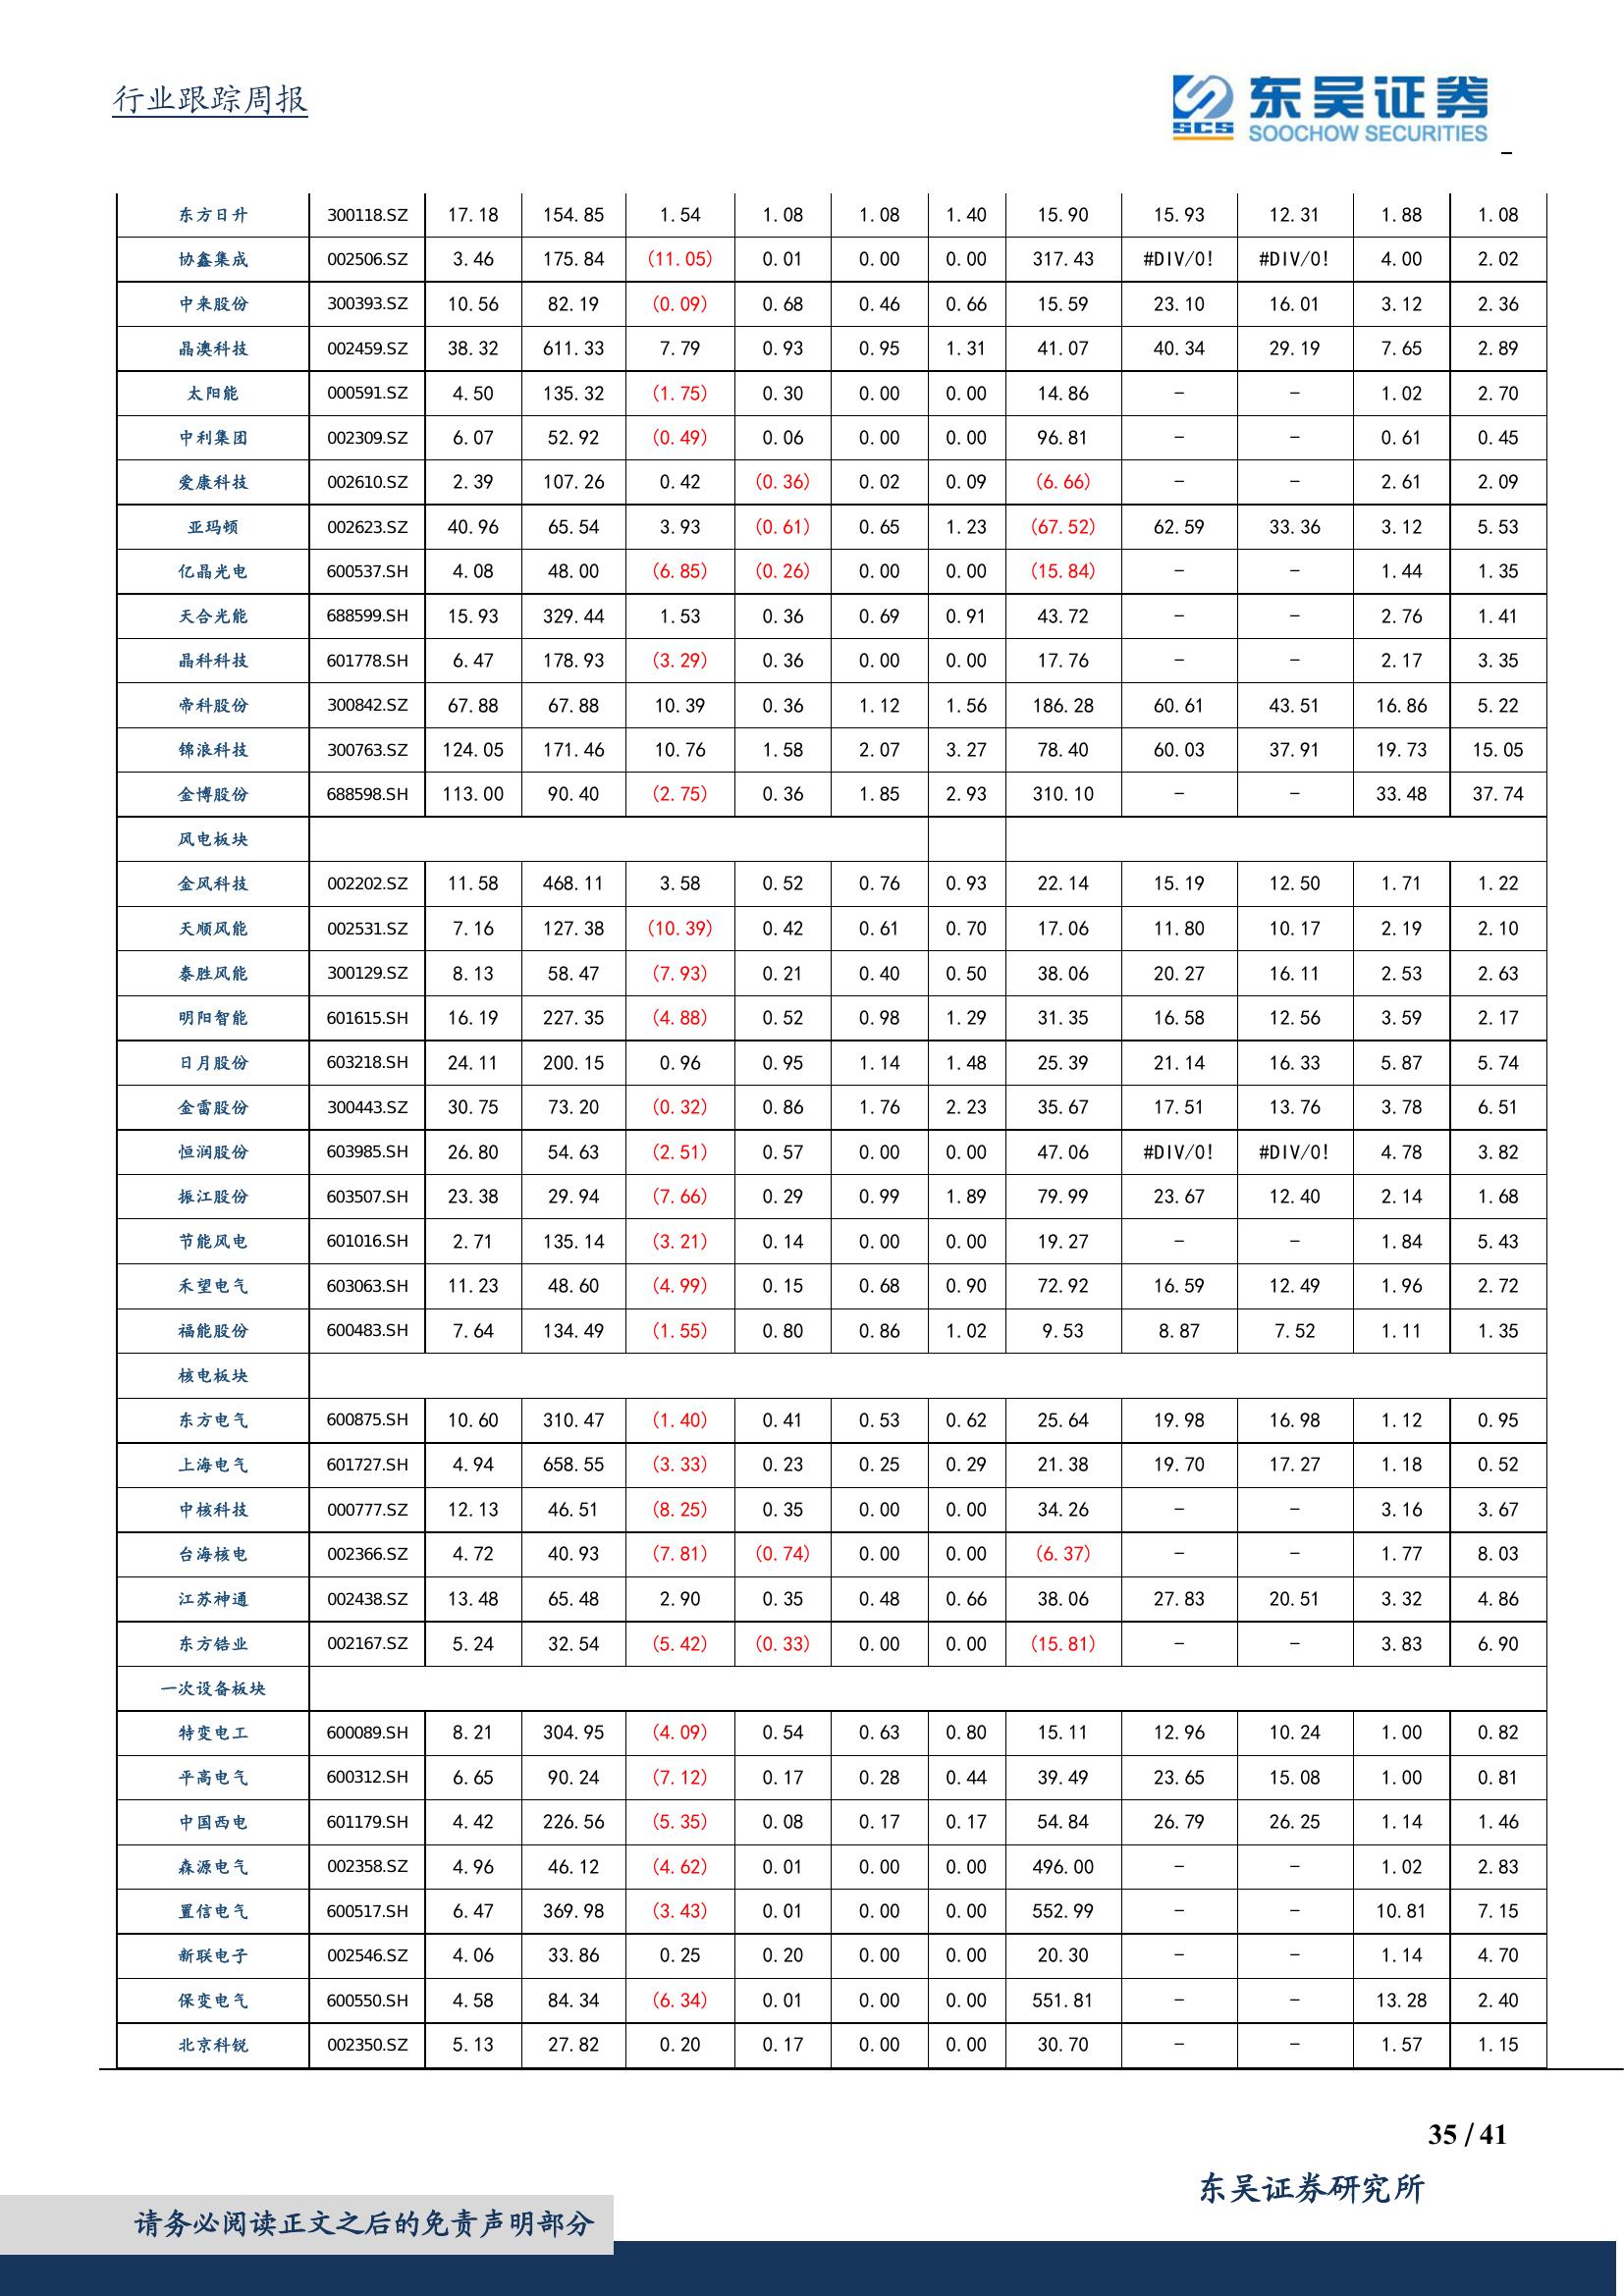 行业跟踪周报
SCS
东吴证券
SOOCHOW SECURITIES
东方日升 300118.SZ 17.18 154.85 1.54 1.08 1.08 1.40 15.90 15.93 12.31 1.88 1.08
协鑫集成 002506.SZ 3.46 175.84 (11.05) 0.01 0.00 0.00 317.43 #DIV/0! #DIV/0! 4.00 2.02
中来股份 300393.SZ 10.56 82.19 (0.09) 0.68 0.46 0.66 15.59 23.10 16.01 3.12 2.36
晶澳科技 002459.SZ 38.32 611.33 7.79 0.93 0.95 1.31 41.07 40.34 29.19 7.65 2.89
太阳能 000591.SZ 4.50 135.32 (1.75) 0.30 0.00 0.00 14.86 - - 1.02 2.70
中利集团 002309.SZ 6.07 52.92 (0.49) 0.06 0.00 0.00 96.81 - - 0.61 0.45
爱康科技 002610.SZ 2.39 107.26 0.42 (0.36) 0.02 0.09 (6.66) - - 2.61 2.09
亚玛顿 002623.SZ 40.96 65.54 3.93 (0.61) 0.65 1.23 (67.52) 62.59 33.36 3.12 5.53
亿晶光电 600537.SH 4.08 48.00 (6.85) (0.26) 0.00 0.00 (15.84) - - 1.44 1.35
天合光能 688599.SH 15.93 329.44 1.53 0.36 0.69 0.91 43.72 - - 2.76 1.41
晶科科技 601778.SH 6.47 178.93 (3.29) 0.36 0.00 0.00 17.76 - - 2.17 3.35
帝科股份 300842.SZ 67.88 67.88 10.39 0.36 1.12 1.56 186.28 60.61 43.51 16.86 5.22
锦浪科技 300763.SZ 124.05 171.46 10.76 1.58 2.07 3.27 78.40 60.03 37.91 19.73 15.05
金博股份 688598.SH 113.00 90.40 (2.75) 0.36 1.85 2.93 310.10 - - 33.48 37.74
风电板块
金风科技 002202.SZ 11.58 468.11 3.58 0.52 0.76 0.93 22.14 15.19 12.50 1.71 1.22
天顺风能 002531.SZ 7.16 127.38 (10.39) 0.42 0.61 0.70 17.06 11.80 10.17 2.19 2.10
泰胜风能 300129.SZ 8.13 58.47 (7.93) 0.21 0.40 0.50 38.06 20.27 16.11 2.53 2.63
明阳智能 601615.SH 16.19 227.35 (4.88) 0.52 0.98 1.29 31.35 16.58 12.56 3.59 2.17
日月股份 603218.SH 24.11 200.15 0.96 0.95 1.14 1.48 25.39 21.14 16.33 5.87 5.74
金雷股份 300443.SZ 30.75 73.20 (0.32) 0.86 1.76 2.23 35.67 17.51 13.76 3.78 6.51
恒润股份 603985.SH 26.80 54.63 (2.51) 0.57 0.00 0.00 47.06 #DIV/0! #DIV/0! 4.78 3.82
振江股份 603507.SH 23.38 29.94 (7.66) 0.29 0.99 1.89 79.99 23.67 12.40 2.14 1.68
节能风电 601016.SH 2.71 135.14 (3.21) 0.14 0.00 0.00 19.27 - - 1.84 5.43
禾望电气 603063.SH 11.23 48.60 (4.99) 0.15 0.68 0.90 72.92 16.59 12.49 1.96 2.72
福能股份 600483.SH 7.64 134.49 (1.55) 0.80 0.86 1.02 9.53 8.87 7.52 1.11 1.35
核电板块
东方电气 600875.SH 10.60 310.47 (1.40) 0.41 0.53 0.62 25.64 19.98 16.98 1.12 0.95
上海电气 601727.SH 4.94 658.55 (3.33) 0.23 0.25 0.29 21.38 19.70 17.27 1.18 0.52
中核科技 000777.SZ 12.13 46.51 (8.25) 0.35 0.00 0.00 34.26 - - 3.16 3.67
台海核电 002366.SZ 4.72 40.93 (7.81) (0.74) 0.00 0.00 (6.37) - - 1.77 8.03
江苏神通 002438.SZ 13.48 65.48 2.90 0.35 0.48 0.66 38.06 27.83 20.51 3.32 4.86
东方锆业 002167.SZ 5.24 32.54 (5.42) (0.33) 0.00 0.00 (15.81) - - 3.83 6.90
一次设备板块
特变电工 600089.SH 8.21 304.95 (4.09) 0.54 0.63 0.80 15.11 12.96 10.24 1.00 0.82
平高电气 600312.SH 6.65 90.24 (7.12) 0.17 0.28 0.44 39.49 23.65 15.08 1.00 0.81
中国西电 601179.SH 4.42 226.56 (5.35) 0.08 0.17 0.17 54.84 26.79 26.25 1.14 1.46
森源电气 002358.SZ 4.96 46.12 (4.62) 0.01 0.00 0.00 496.00 - - 1.02 2.83
置信电气 600517.SH 6.47 369.98 (3.43) 0.01 0.00 0.00 552.99 - - 10.81 7.15
新联电子 002546.SZ 4.06 33.86 0.25 0.20 0.00 0.00 20.30 - - 1.14 4.70
保变电气 600550.SH 4.58 84.34 (6.34) 0.01 0.00 0.00 551.81 - - 13.28 2.40
北京科锐 002350.SZ 5.13 27.82 0.20 0.17 0.00 0.00 30.70 - - 1.57 1.15
35 / 41
东吴证券研究所
请务必阅读正文之后的免责声明部分